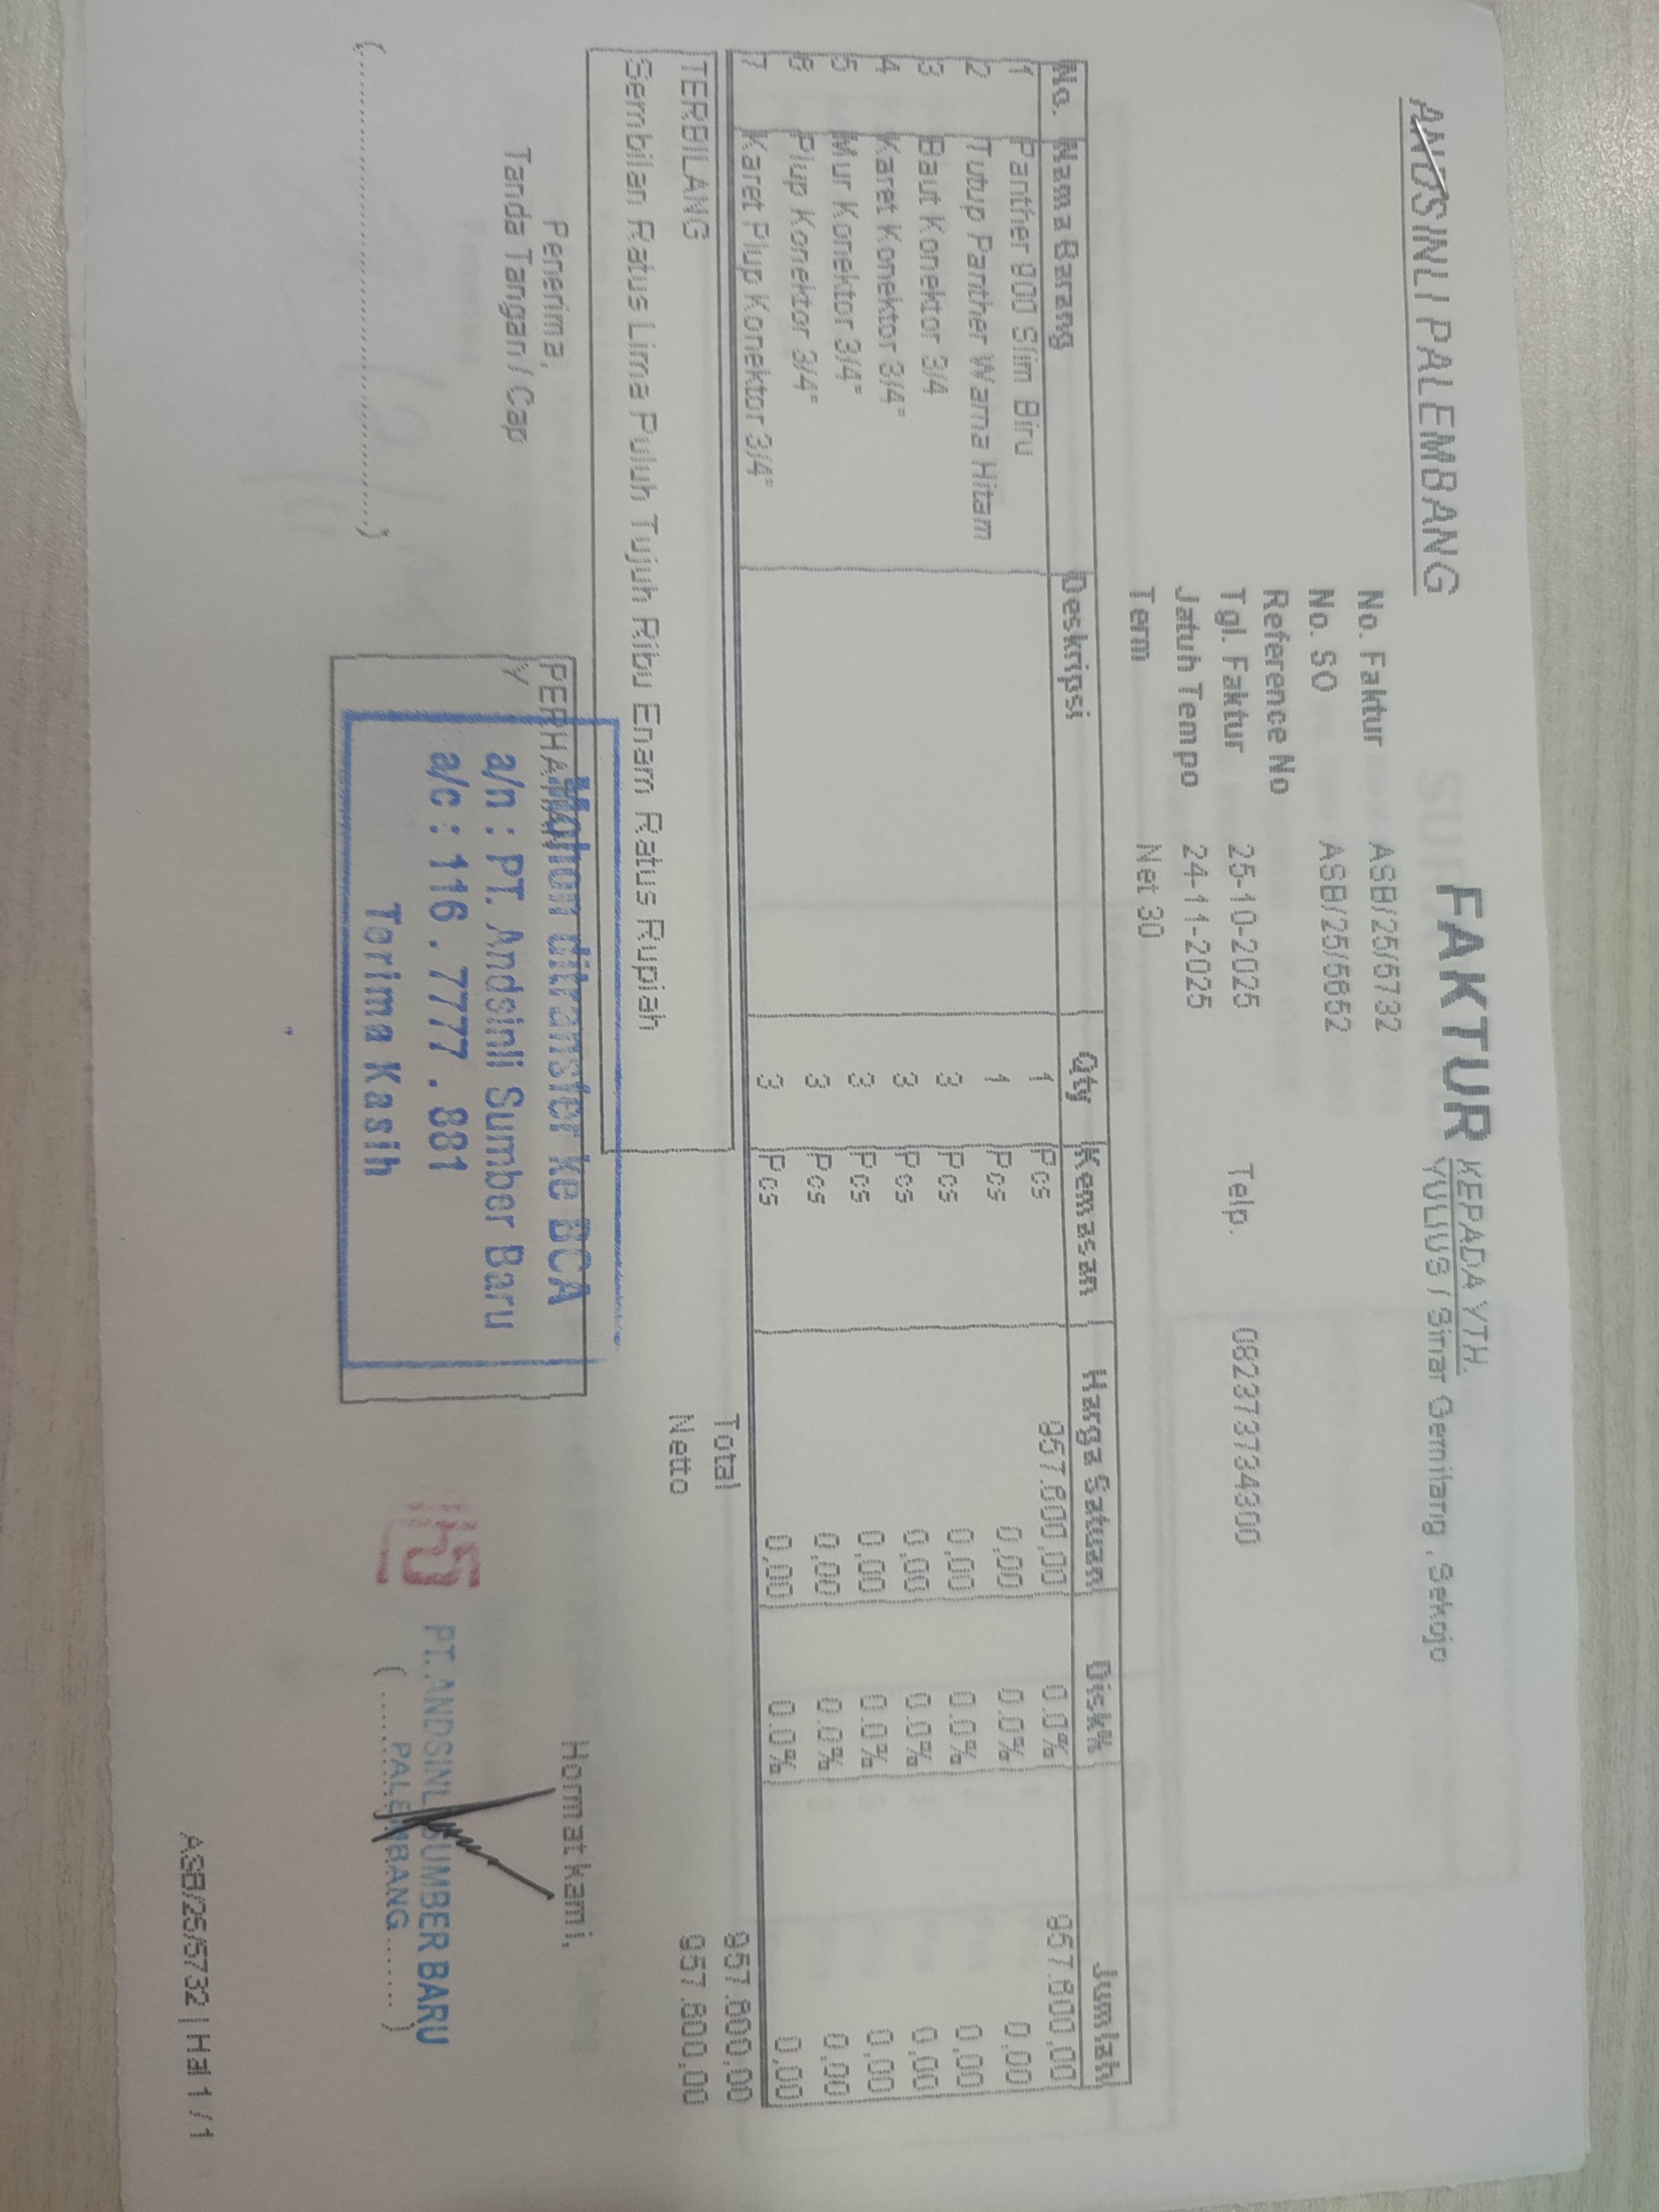 ANDSINLI PALEMBANG
FAKTUR
KEPADA YTH.
YULIUS / Sinar Gemilang , Sekojo
No. Faktur ASB/25/5732
No. SO
Reference No
Tgl. Faktur 25-10-2025
Telp. 082373734300
Jatuh Tempo 24-11-2025
Term Net 30
No. Nama Barang Deskripsi Qty Kemasan Harga Satuan Disk% Jumlah
1 Panther 900 Slim Biru 1 Pcs 957.600,00 0.0% 957.600,00
2 Tutup Panther Warna Hitam 1 Pcs 0,00 0.0% 0,00
3 Baut Konektor 3/4 3 Pcs 0,00 0.0% 0,00
4 Karet Konektor 3/4" 3 Pcs 0,00 0.0% 0,00
5 Mur Konektor 3/4" 3 Pcs 0,00 0.0% 0,00
6 Plup Konektor 3/4" 3 Pcs 0,00 0.0% 0,00
7 Karet Plup Konektor 3/4" 3 Pcs 0,00 0.0% 0,00
TERBILANG
Sembilan Ratus Lima Puluh Tujuh Ribu Enam Ratus Rupiah
Total 957.600,00
Netto 957.600,00
Penerima,
Tanda Tangan / Cap
(..........................................)
Mohon ditransfer ke BCA
a/n : PT. Andsinli Sumber Baru
a/c : 116 . 7777 . 881
Terima Kasih
Hormat kami,
PT. ANDSINLI SUMBER BARU
PALEMBANG
ASB/25/5732 | Hal 1 / 1